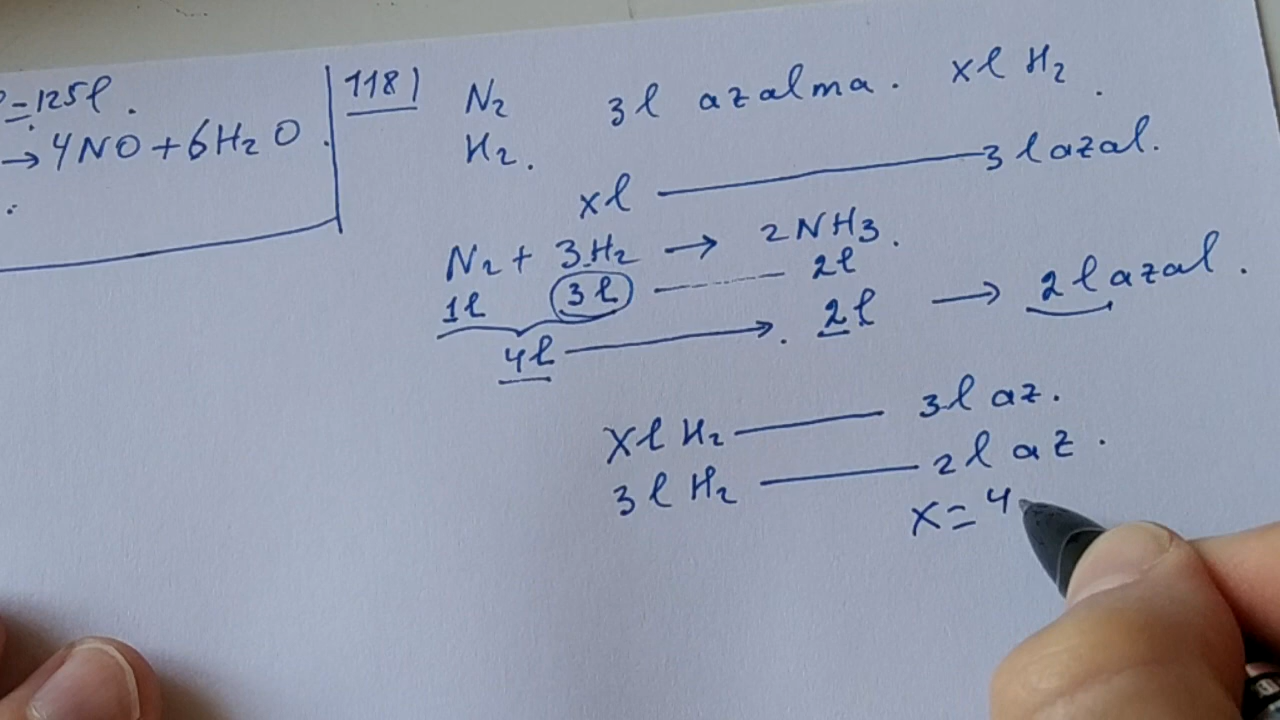 =125l.
→ 4NO + 6H₂O.
118) N₂ 3l azalma. xl H₂.
H₂.
xl —— 3l azal.
N₂ + 3H₂ → 2NH₃.
1l 3l —— 2l
4l → 2l → 2l azal.
xl H₂ —— 3l az.
3l H₂ —— 2l az.
x = 4